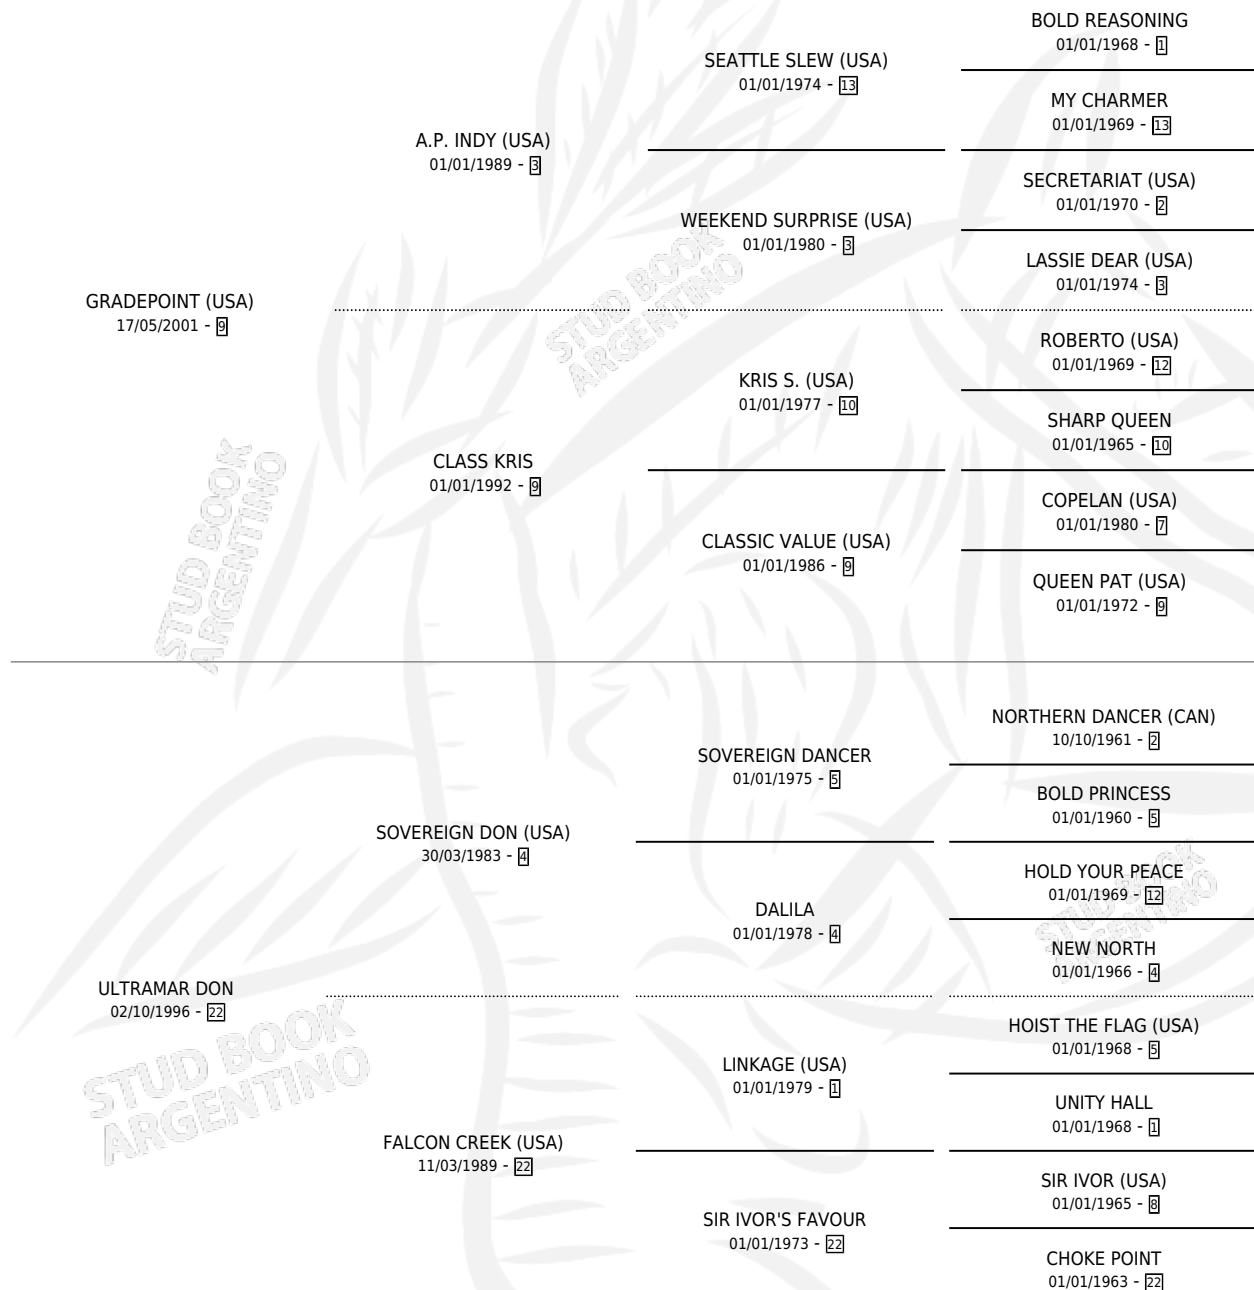 BOLD REASONING
01/01/1968 - 1
SEATTLE SLEW (USA)
01/01/1974 - 13
MY CHARMER
01/01/1969 - 13
A.P. INDY (USA)
01/01/1989 - 3
SECRETARIAT (USA)
01/01/1970 - 2
WEEKEND SURPRISE (USA)
01/01/1980 - 3
LASSIE DEAR (USA)
01/01/1974 - 3
GRADEPOINT (USA)
17/05/2001 - 9
ROBERTO (USA)
01/01/1969 - 12
KRIS S. (USA)
01/01/1977 - 10
SHARP QUEEN
01/01/1965 - 10
CLASS KRIS
01/01/1992 - 9
COPELAN (USA)
01/01/1980 - 7
CLASSIC VALUE (USA)
01/01/1986 - 9
QUEEN PAT (USA)
01/01/1972 - 9
STUD BOOK
ARGENTINO
STUD BOOK
ARGENTINO
NORTHERN DANCER (CAN)
10/10/1961 - 2
SOVEREIGN DANCER
01/01/1975 - 5
BOLD PRINCESS
01/01/1960 - 5
SOVEREIGN DON (USA)
30/03/1983 - 4
HOLD YOUR PEACE
01/01/1969 - 12
DALILA
01/01/1978 - 4
NEW NORTH
01/01/1966 - 4
ULTRAMAR DON
02/10/1996 - 22
HOIST THE FLAG (USA)
01/01/1968 - 5
LINKAGE (USA)
01/01/1979 - 1
UNITY HALL
01/01/1968 - 1
FALCON CREEK (USA)
11/03/1989 - 22
SIR IVOR (USA)
01/01/1965 - 8
SIR IVOR'S FAVOUR
01/01/1973 - 22
CHOKE POINT
01/01/1963 - 22
STUD BOOK
ARGENTINO
STUD BOOK
ARGENTINO